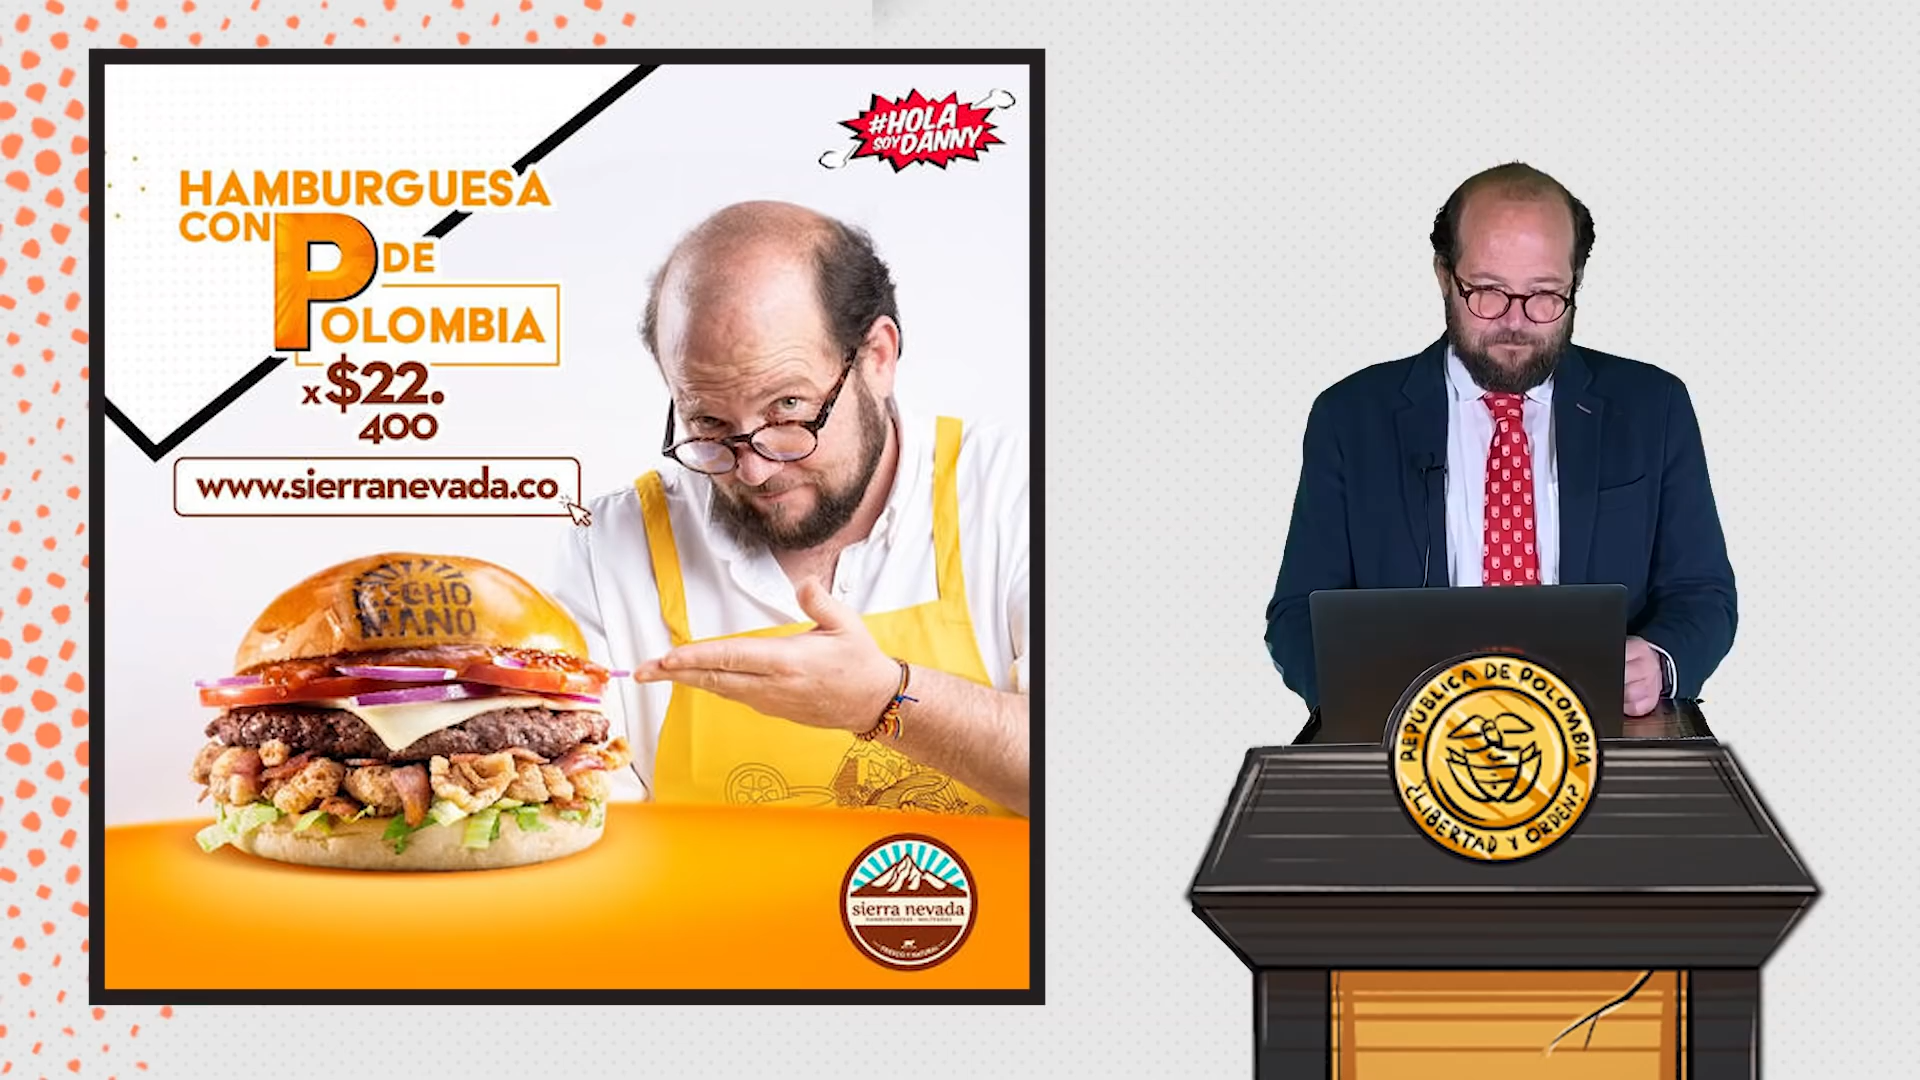 #HOLA
SOY DANNY
HAMBURGUESA
CON P DE
OLOMBIA
x $22.
400
www.sierranevada.co
HECHO
A MANO
sierra nevada
REPÚBLICA DE POLOMBIA
¿LIBERTAD Y ORDEN?